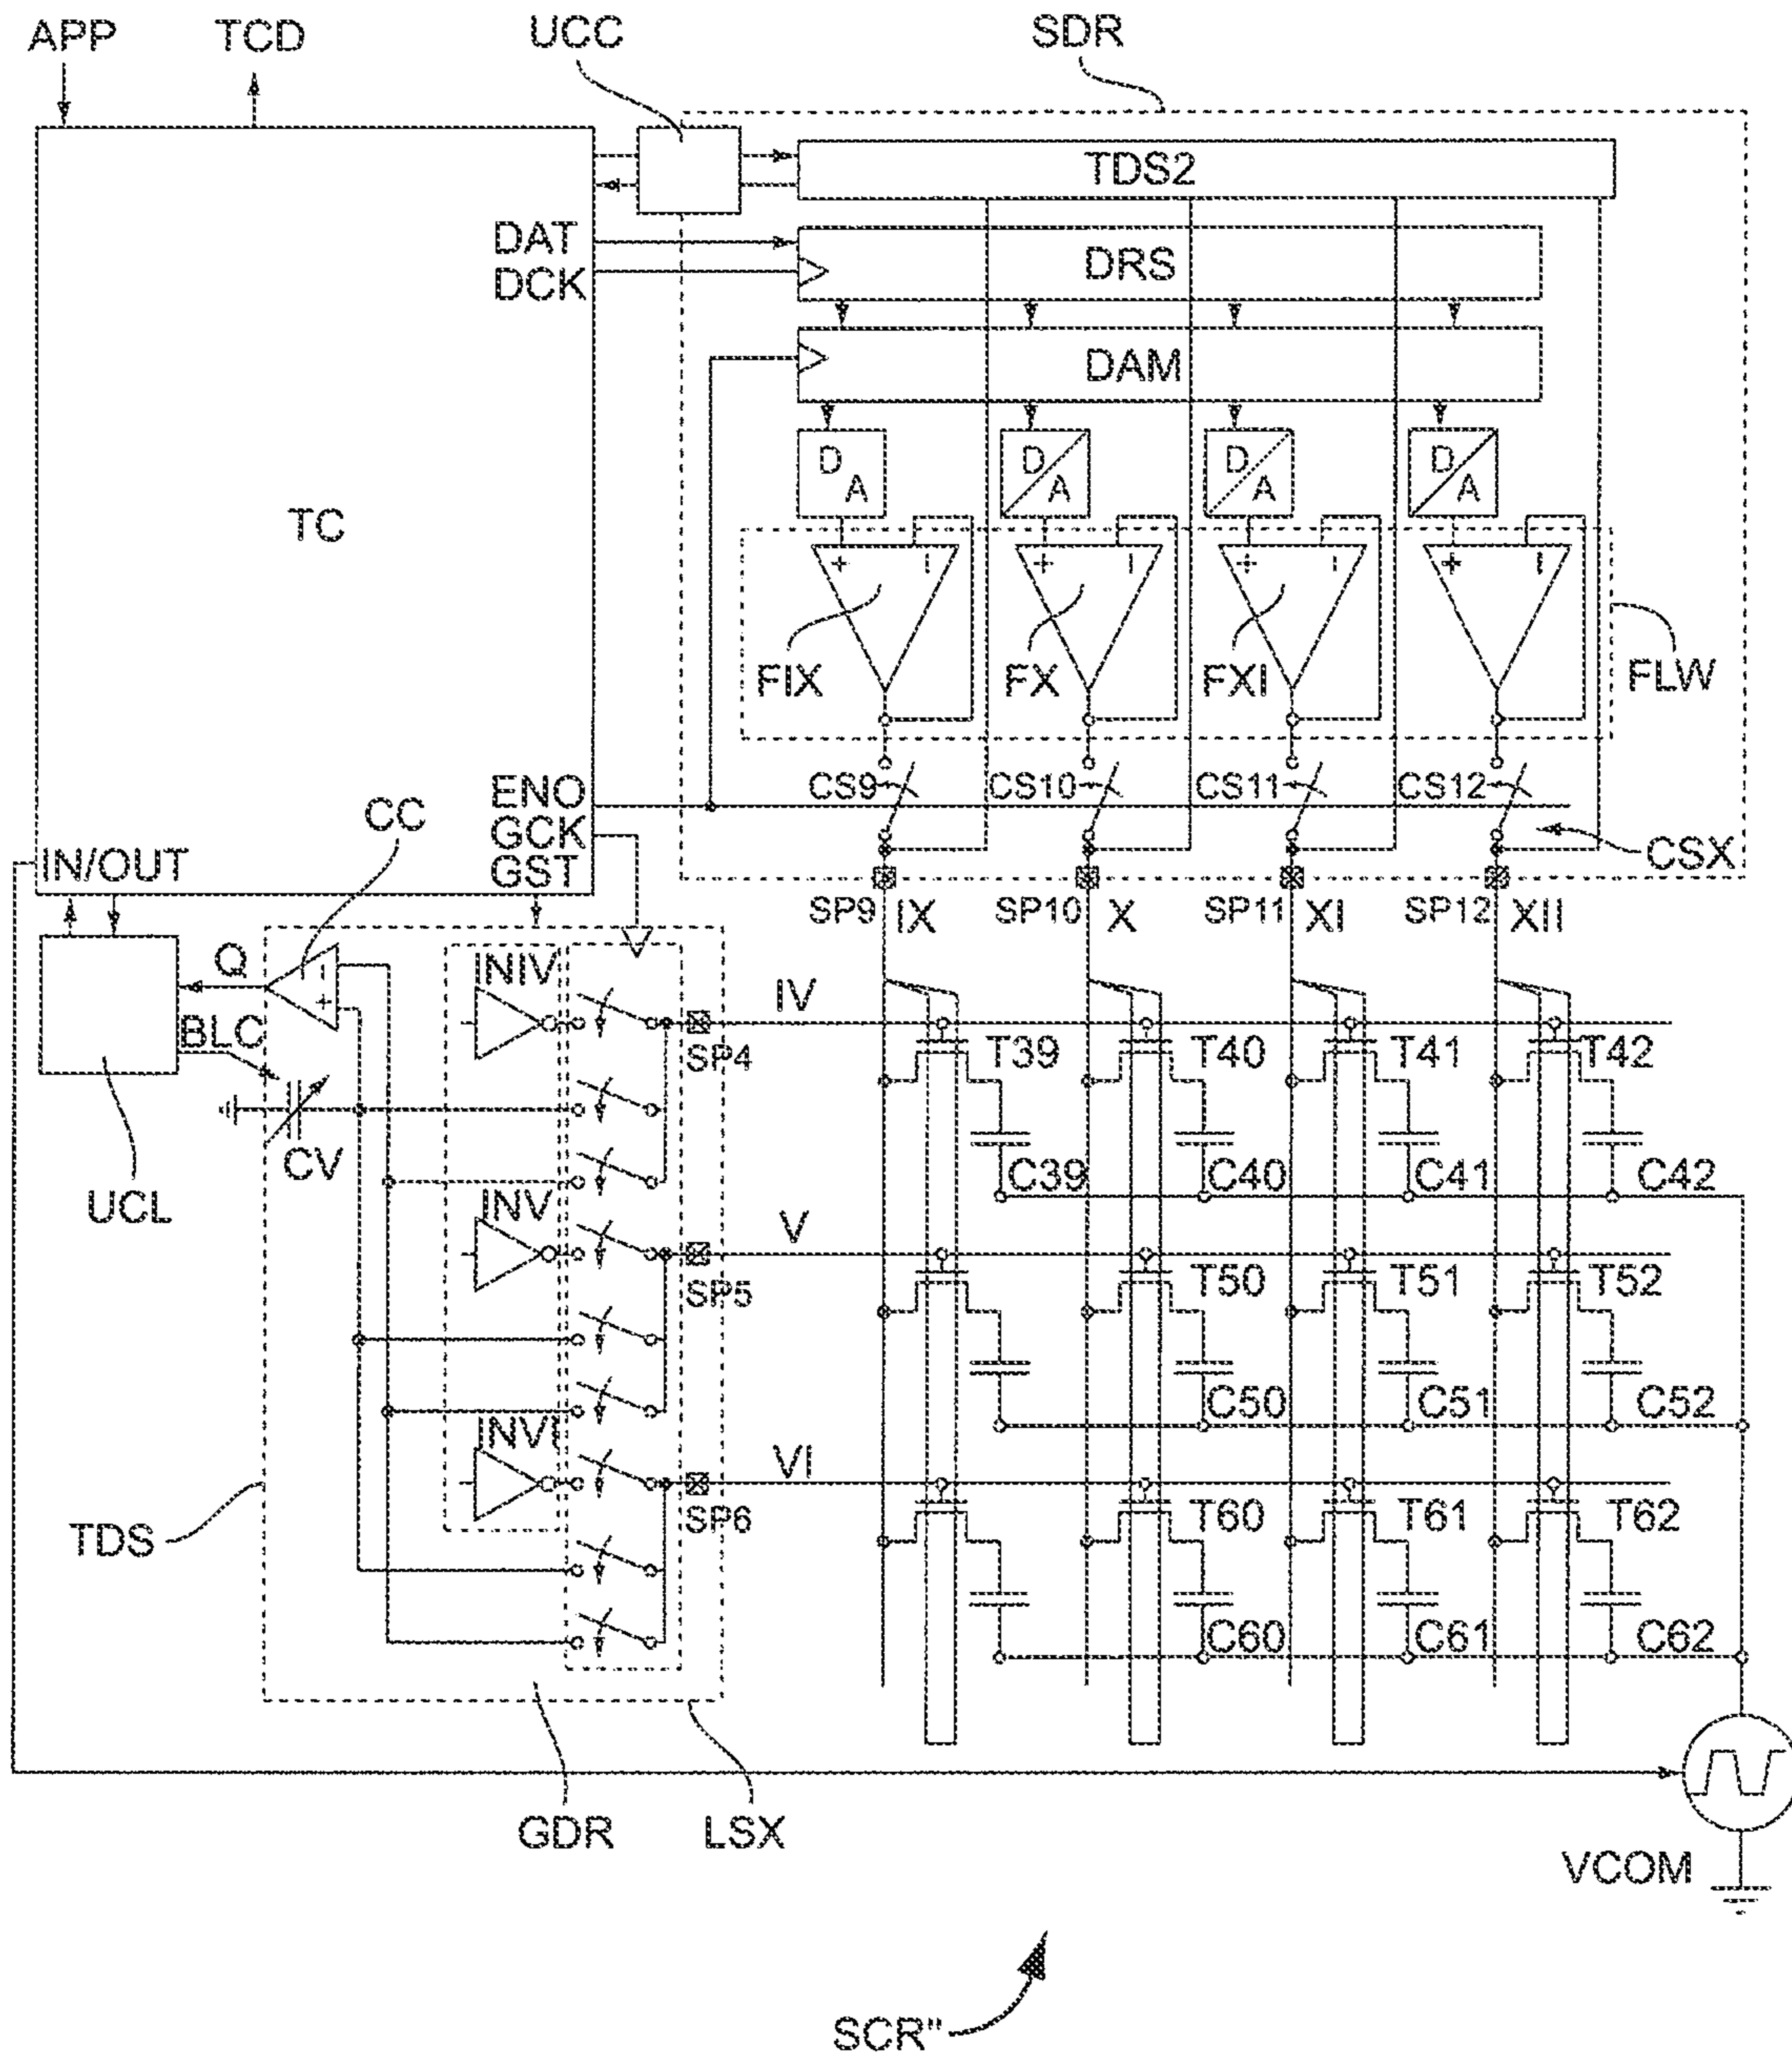 APP TCD UCC SDR
TDS2
DAT
DCK
DRS
DAM
TC
D A D A D A D A
+ − + − + − + −
FIX FX FXI FLW
CS9 CS10 CS11 CS12
ENO
GCK
GST
CC
IN/OUT
CSX
SP9 IX SP10 X SP11 XI SP12 XII
Q
− +
BLC
INIV
IV
SP4
T39 T40 T41 T42
CV
UCL
C39 C40 C41 C42
INV
V
SP5
T50 T51 T52
C50 C51 C52
INVI
VI
SP6
T60 T61 T62
TDS
C60 C61 C62
GDR LSX
VCOM
SCR"